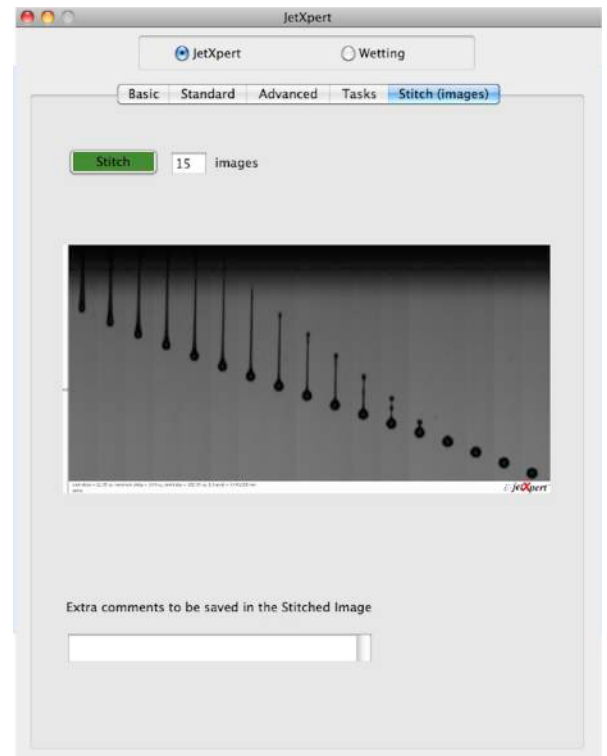 JetXpert
JetXpert Wetting
Basic Standard Advanced Tasks Stitch (images)
Stitch 15 images
jetXpert
Extra comments to be saved in the Stitched Image